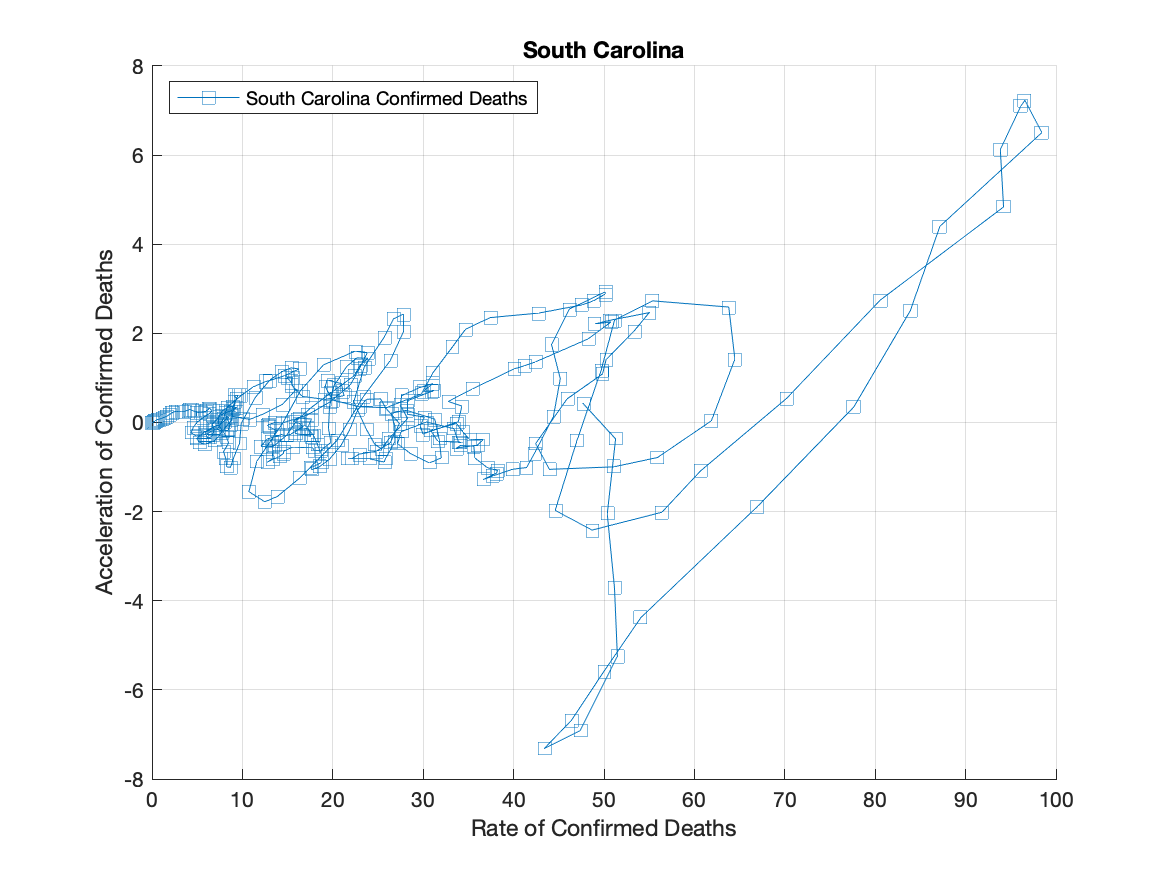 South Carolina
South Carolina Confirmed Deaths
8
6
4
2
0
-2
-4
-6
-8
Acceleration of Confirmed Deaths
0 10 20 30 40 50 60 70 80 90 100
Rate of Confirmed Deaths